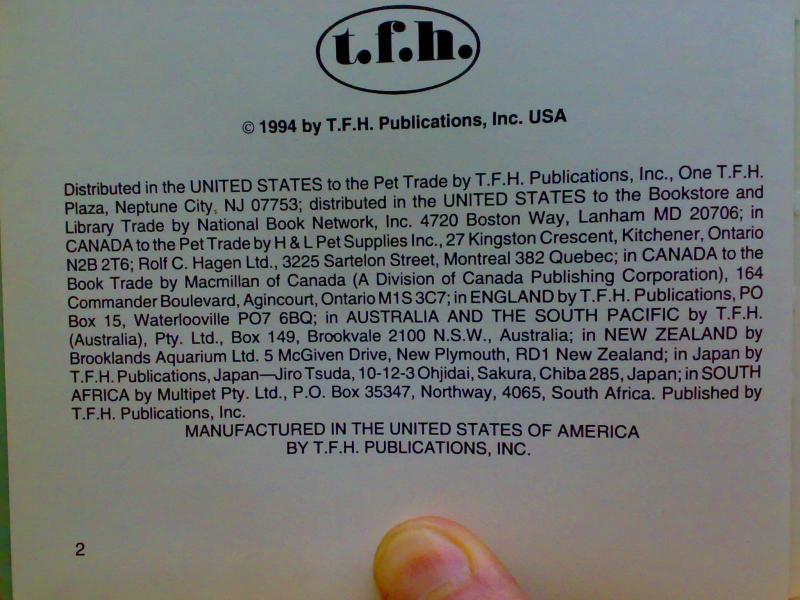 t.f.h.
© 1994 by T.F.H. Publications, Inc. USA
Distributed in the UNITED STATES to the Pet Trade by T.F.H. Publications, Inc., One T.F.H.
Plaza, Neptune City, NJ 07753; distributed in the UNITED STATES to the Bookstore and
Library Trade by National Book Network, Inc. 4720 Boston Way, Lanham MD 20706; in
CANADA to the Pet Trade by H & L Pet Supplies Inc., 27 Kingston Crescent, Kitchener, Ontario
N2B 2T6; Rolf C. Hagen Ltd., 3225 Sartelon Street, Montreal 382 Quebec; in CANADA to the
Book Trade by Macmillan of Canada (A Division of Canada Publishing Corporation), 164
Commander Boulevard, Agincourt, Ontario M1S 3C7; in ENGLAND by T.F.H. Publications, PO
Box 15, Waterlooville PO7 6BQ; in AUSTRALIA AND THE SOUTH PACIFIC by T.F.H.
(Australia), Pty. Ltd., Box 149, Brookvale 2100 N.S.W., Australia; in NEW ZEALAND by
Brooklands Aquarium Ltd. 5 McGiven Drive, New Plymouth, RD1 New Zealand; in Japan by
T.F.H. Publications, Japan—Jiro Tsuda, 10-12-3 Ohjidai, Sakura, Chiba 285, Japan; in SOUTH
AFRICA by Multipet Pty. Ltd., P.O. Box 35347, Northway, 4065, South Africa. Published by
T.F.H. Publications, Inc.
MANUFACTURED IN THE UNITED STATES OF AMERICA
BY T.F.H. PUBLICATIONS, INC.
2